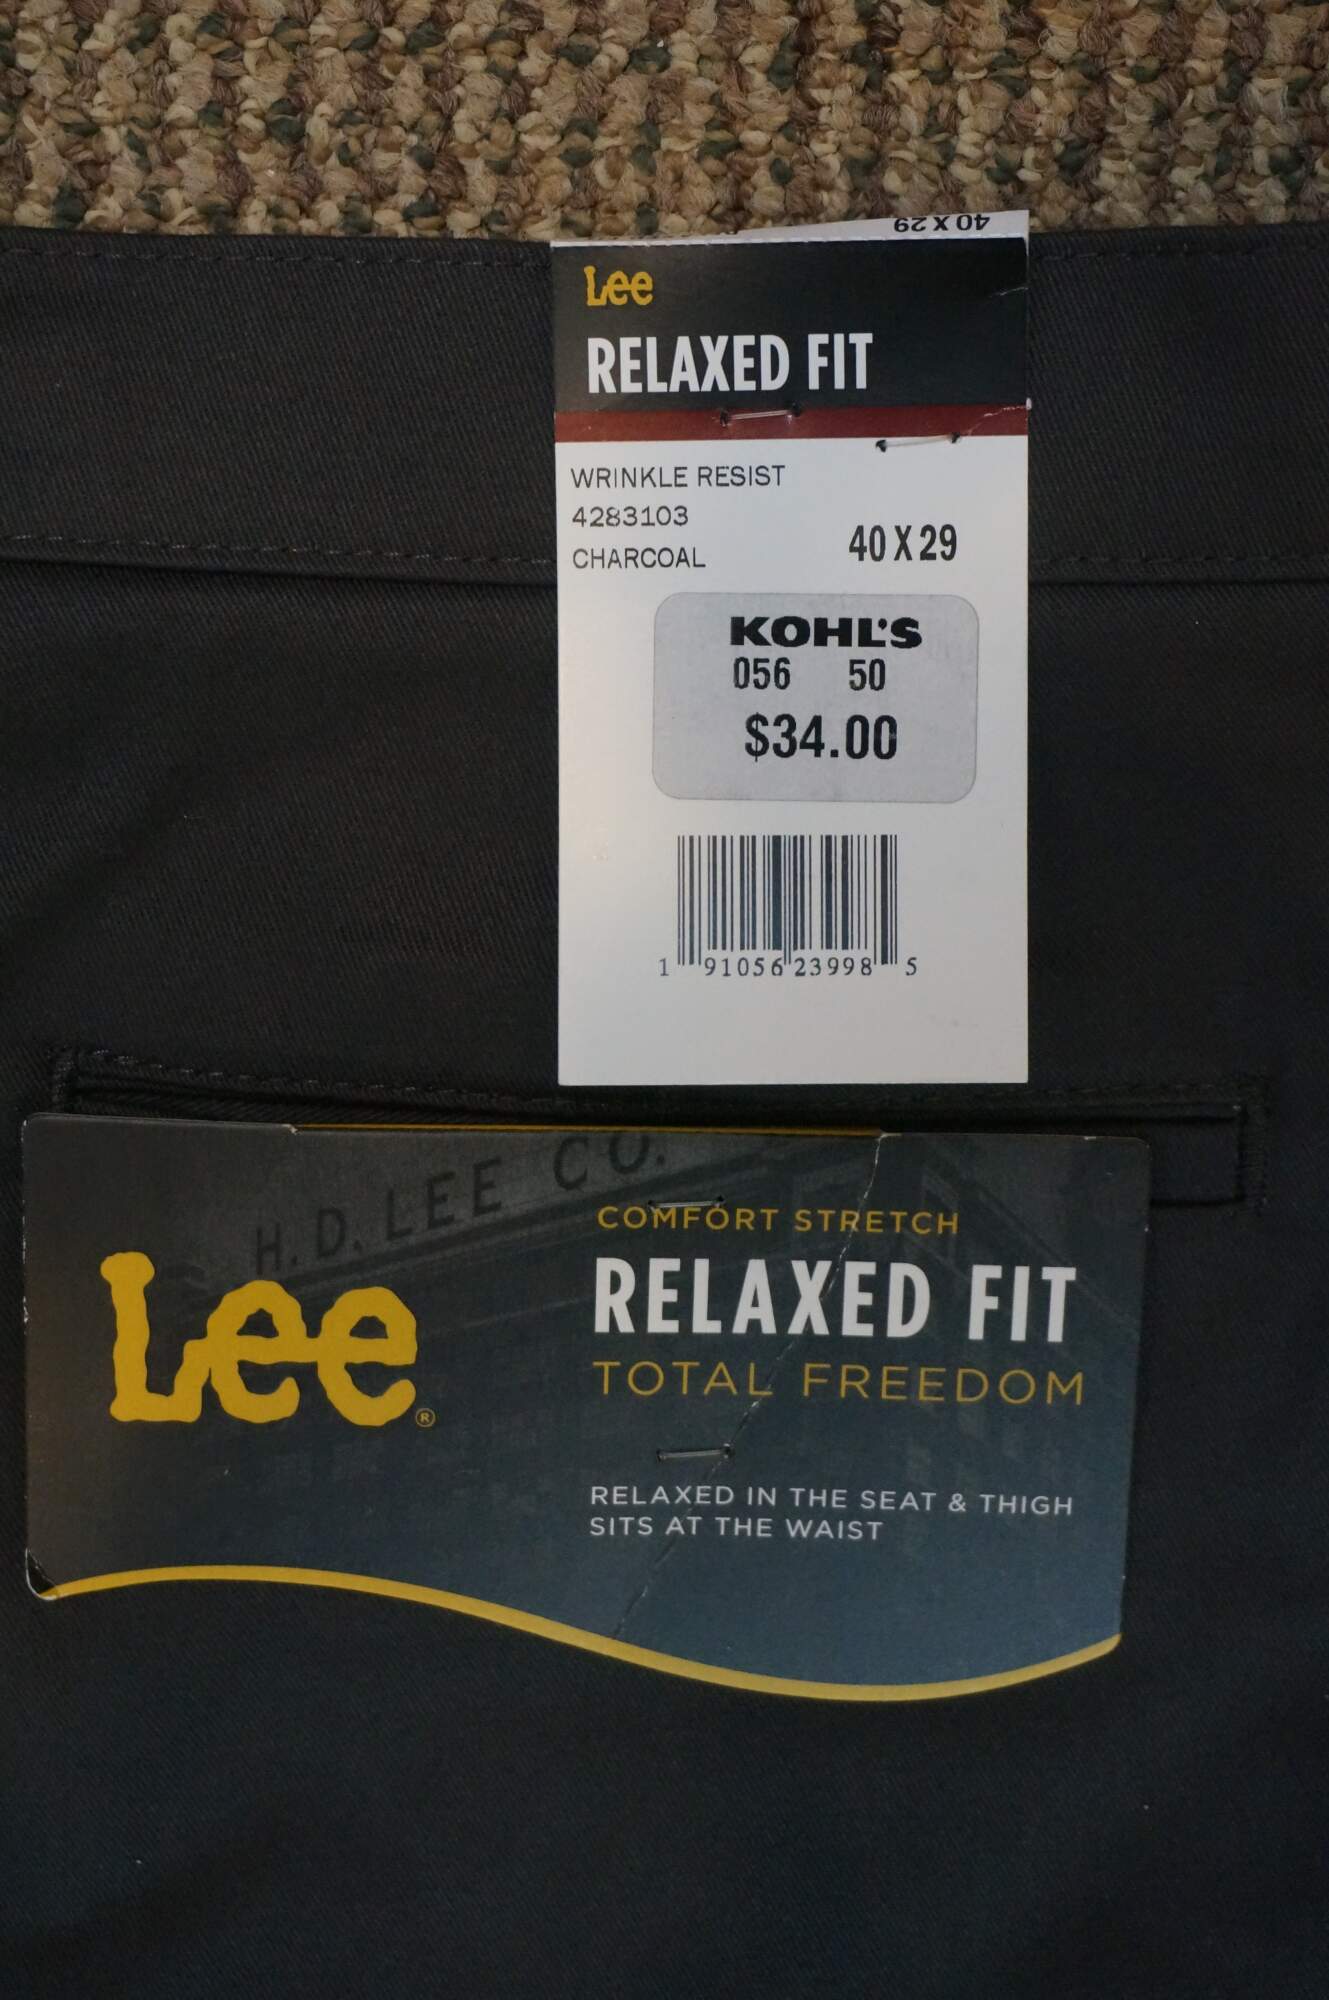 40 X 29
Lee
RELAXED FIT
WRINKLE RESIST
4283103
CHARCOAL
40 X 29
KOHL'S
056 50
$34.00
1 91056 23998 5
H.D. LEE CO.
Lee®
COMFORT STRETCH
RELAXED FIT
TOTAL FREEDOM
RELAXED IN THE SEAT & THIGH
SITS AT THE WAIST